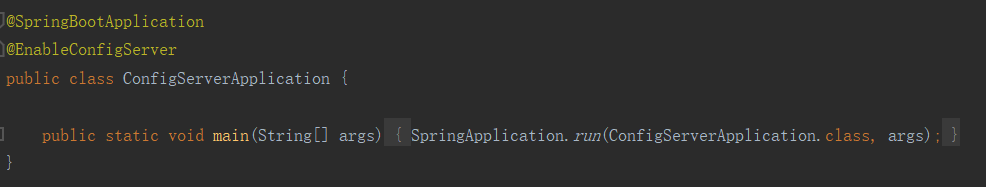 @SpringBootApplication
@EnableConfigServer
public class ConfigServerApplication {
public static void main(String[] args) { SpringApplication.run(ConfigServerApplication.class, args); }
}